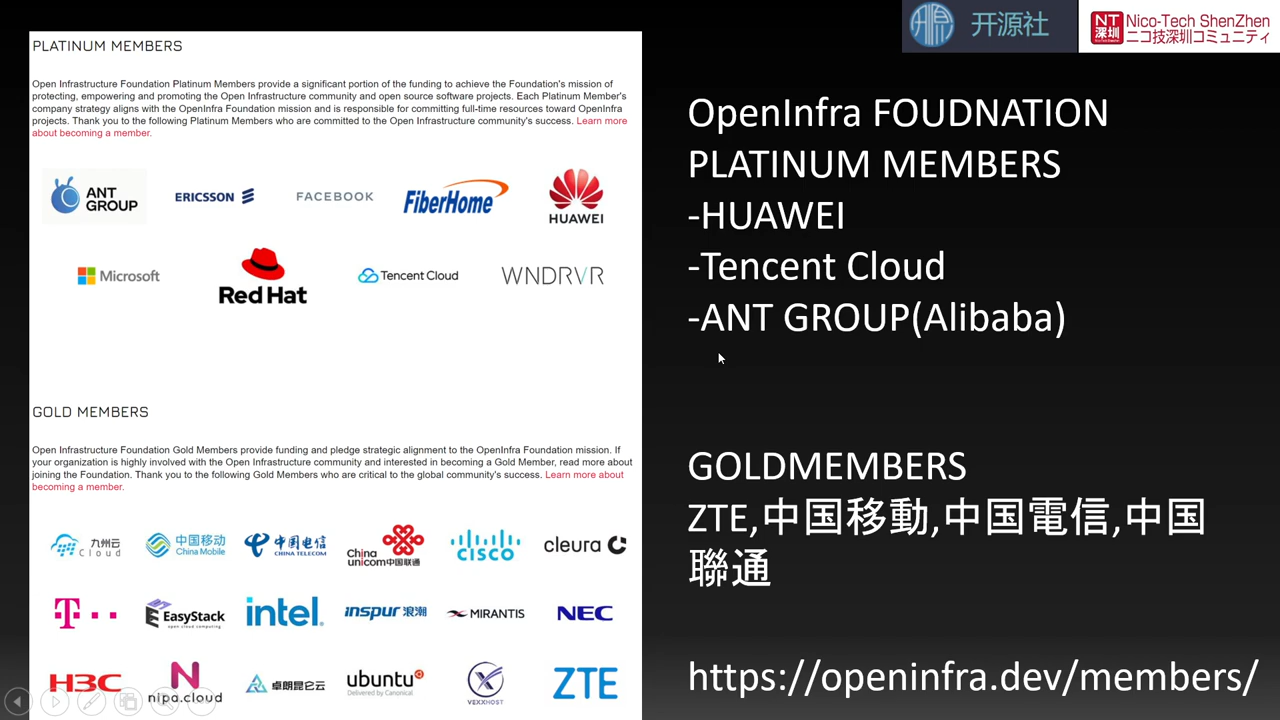 开源社
NT
深圳
Nico-Tech ShenZhen
ニコ技深圳コミュニティ
PLATINUM MEMBERS
Open Infrastructure Foundation Platinum Members provide a significant portion of the funding to achieve the Foundation's mission of
protecting, empowering and promoting the Open Infrastructure community and open source software projects. Each Platinum Member's
company strategy aligns with the OpenInfra Foundation mission and is responsible for committing full-time resources toward OpenInfra
projects. Thank you to the following Platinum Members who are committed to the Open Infrastructure community's success. Learn more
about becoming a member.
ANT
GROUP
ERICSSON
FACEBOOK
FiberHome
HUAWEI
Microsoft
Red Hat
Tencent Cloud
WNDRVR
GOLD MEMBERS
Open Infrastructure Foundation Gold Members provide funding and pledge strategic alignment to the OpenInfra Foundation mission. If
your organization is highly involved with the Open Infrastructure community and interested in becoming a Gold Member, read more about
joining the Foundation. Thank you to the following Gold Members who are critical to the global community's success. Learn more about
becoming a member.
九州云
Cloud
中国移动
China Mobile
中国电信
CHINA TELECOM
China
unicom中国联通
CISCO
cleura
T
EasyStack
open cloud computing
intel.
inspur 浪潮
MIRANTIS
NEC
H3C
nipa.cloud
卓朗昆仑云
ubuntu
Delivered by Canonical
VEXXHOST
ZTE
OpenInfra FOUDNATION
PLATINUM MEMBERS
-HUAWEI
-Tencent Cloud
-ANT GROUP(Alibaba)
GOLDMEMBERS
ZTE,中国移動,中国電信,中国
聯通
https://openinfra.dev/members/